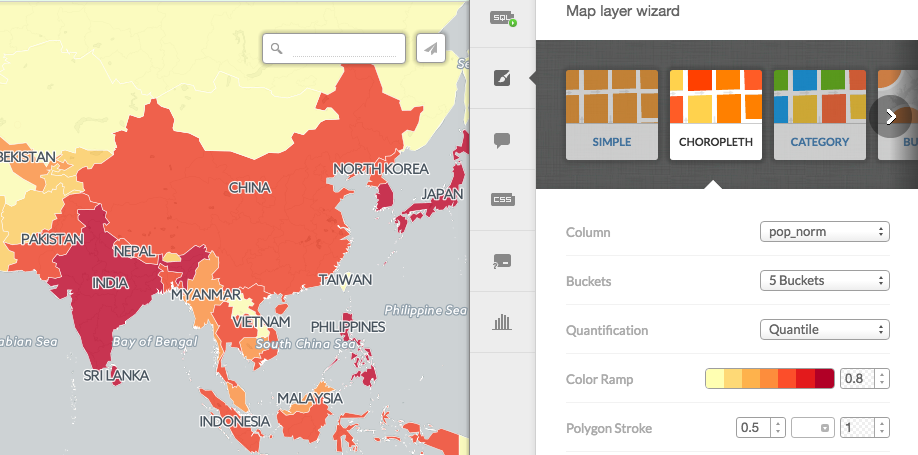 SQL
Map layer wizard
SIMPLE
CHOROPLETH
CATEGORY
BU
CSS
?
Column
pop_norm
Buckets
5 Buckets
Quantification
Quantile
Color Ramp
0.8
Polygon Stroke
0.5
1
Se
BEKISTAN
NORTH KOREA
CHINA
JAPAN
PAKISTAN
NEPAL
INDIA
TAIWAN
MYANMAR
Philippine Sea
VIETNAM
PHILIPPINES
abian Sea
Bay of Bengal
South China Sea
SRI LANKA
MALAYSIA
INDONESIA